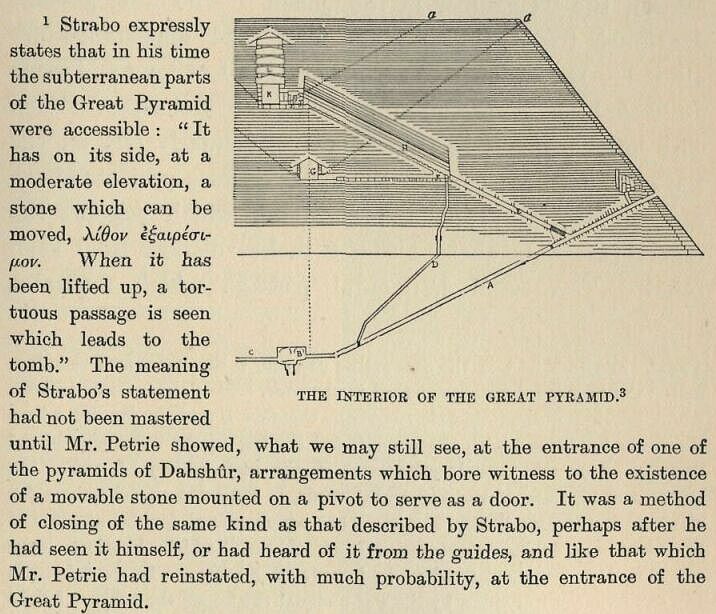 ¹ Strabo expressly
states that in his time
the subterranean parts
of the Great Pyramid
were accessible: "It
has on its side, at a
moderate elevation, a
stone which can be
moved, λίθον ἐξαιρέσι-
μον. When it has
been lifted up, a tor-
tuous passage is seen
which leads to the
tomb." The meaning
of Strabo's statement
had not been mastered
a
a
K
H
G
F
E
D
A
C
B
THE INTERIOR OF THE GREAT PYRAMID.³
until Mr. Petrie showed, what we may still see, at the entrance of one of
the pyramids of Dahshûr, arrangements which bore witness to the existence
of a movable stone mounted on a pivot to serve as a door. It was a method
of closing of the same kind as that described by Strabo, perhaps after he
had seen it himself, or had heard of it from the guides, and like that which
Mr. Petrie had reinstated, with much probability, at the entrance of the
Great Pyramid.